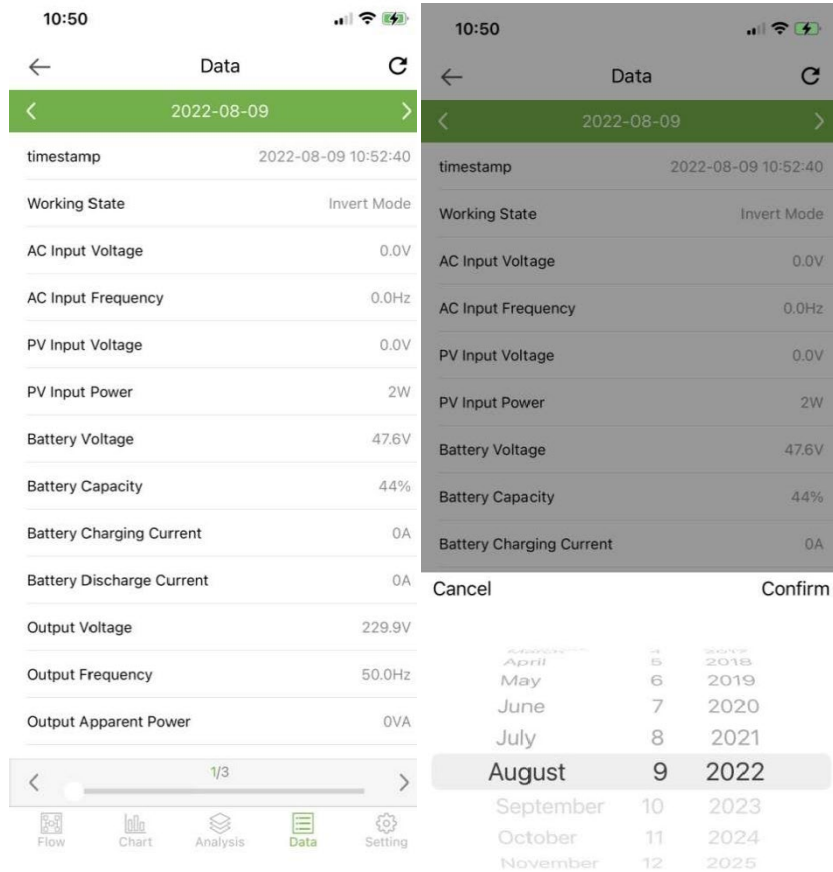 10:50
Data
2022-08-09
timestamp 2022-08-09 10:52:40
Working State Invert Mode
AC Input Voltage 0.0V
AC Input Frequency 0.0Hz
PV Input Voltage 0.0V
PV Input Power 2W
Battery Voltage 47.6V
Battery Capacity 44%
Battery Charging Current 0A
Battery Discharge Current 0A
Output Voltage 229.9V
Output Frequency 50.0Hz
Output Apparent Power 0VA
1/3
Flow Chart Analysis Data Setting
10:50
Data
2022-08-09
timestamp 2022-08-09 10:52:40
Working State Invert Mode
AC Input Voltage 0.0V
AC Input Frequency 0.0Hz
PV Input Voltage 0.0V
PV Input Power 2W
Battery Voltage 47.6V
Battery Capacity 44%
Battery Charging Current 0A
Cancel Confirm
April 5 2018
May 6 2019
June 7 2020
July 8 2021
August 9 2022
September 10 2023
October 11 2024
November 12 2025